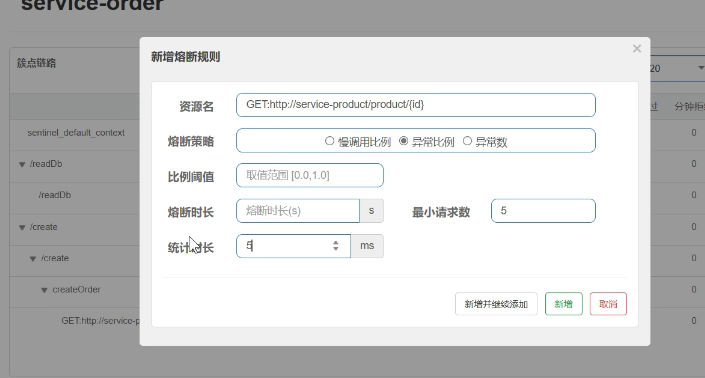 service-order
簇点链路
20
新增熔断规则
×
资源名 GET:http://service-product/product/{id}
熔断策略 慢调用比例 异常比例 异常数
比例阈值 取值范围 [0.0,1.0]
熔断时长 熔断时长(s) s 最小请求数 5
统计时长 5 ms
新增并继续添加 新增 取消
过 分钟拒
sentinel_default_context 0
/readDb 0
/readDb 0
/create 0
/create 0
createOrder 0
GET:http://service-p 0